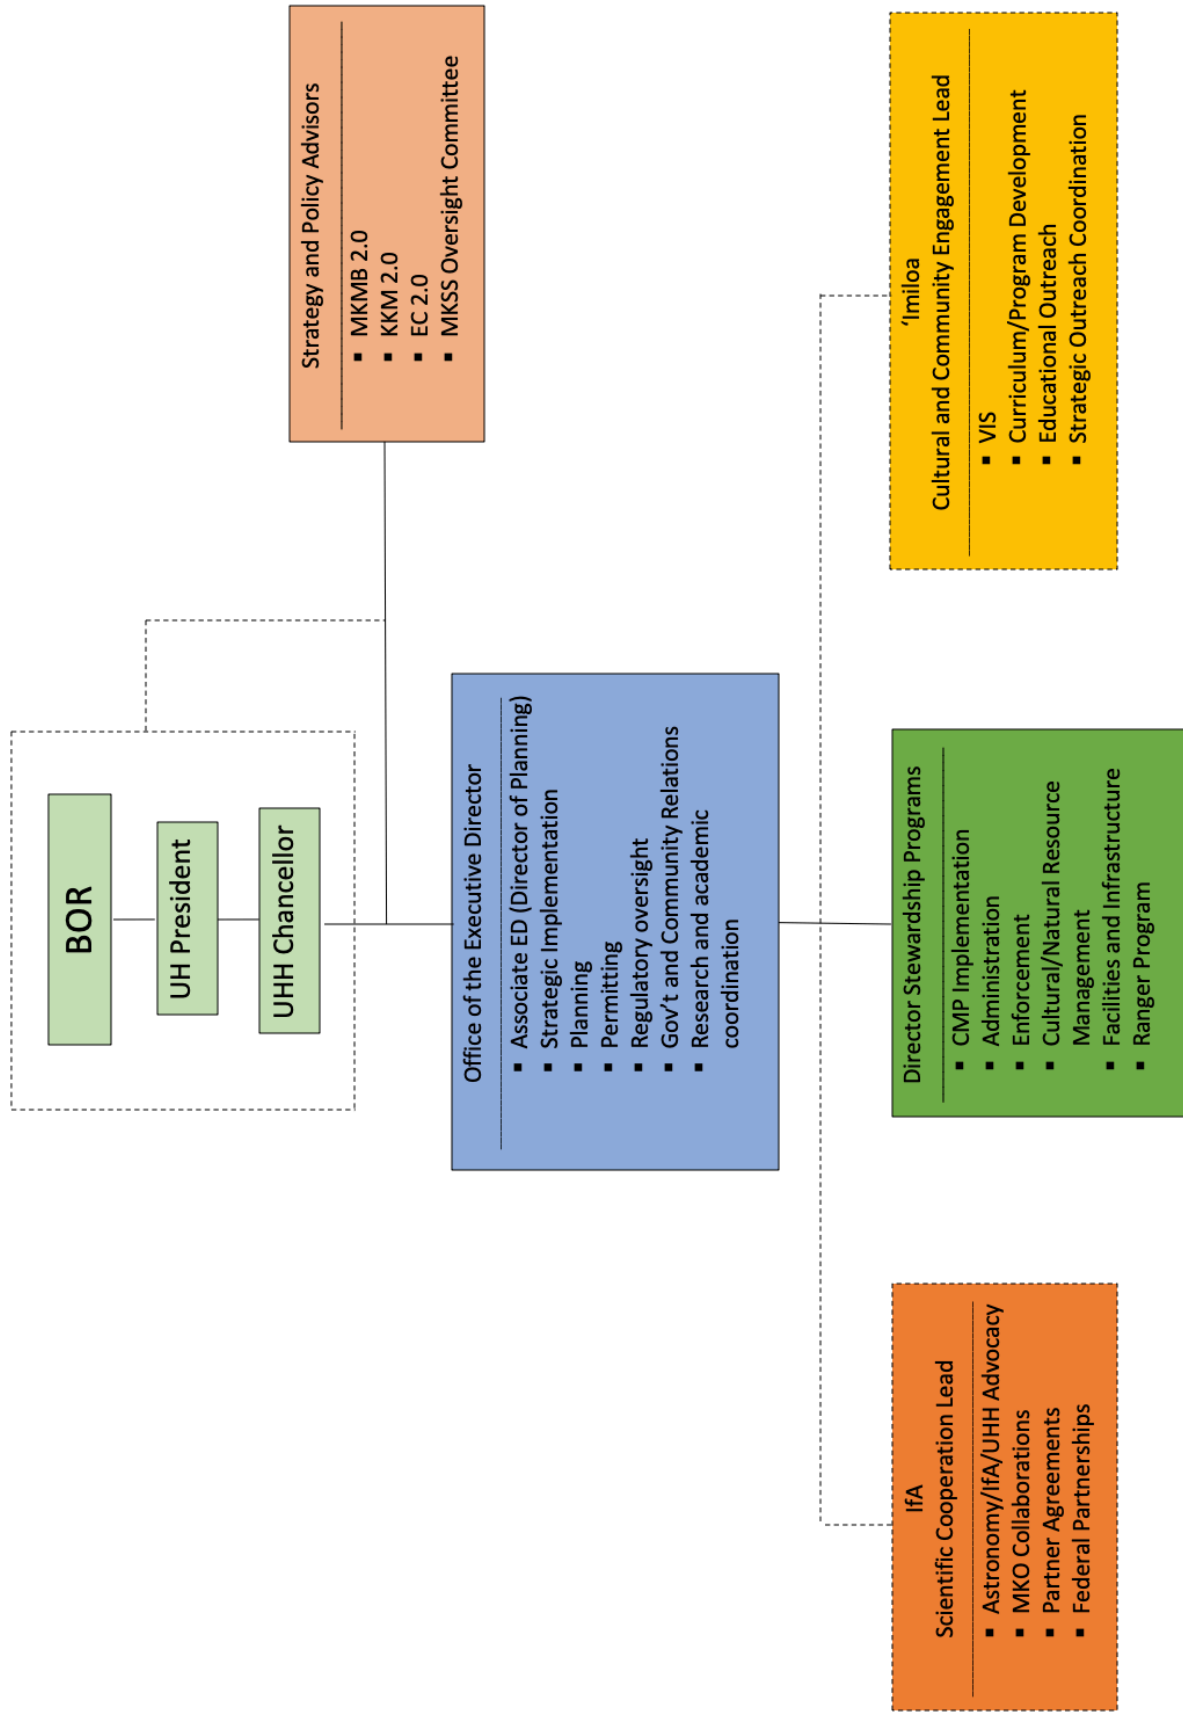 BOR
UH President
UHH Chancellor
Strategy and Policy Advisors
▪ MKMB 2.0
▪ KKM 2.0
▪ EC 2.0
▪ MKSS Oversight Committee
Office of the Executive Director
▪ Associate ED (Director of Planning)
▪ Strategic Implementation
▪ Planning
▪ Permitting
▪ Regulatory oversight
▪ Gov’t and Community Relations
▪ Research and academic
coordination
IfA
Scientific Cooperation Lead
▪ Astronomy/IfA/UHH Advocacy
▪ MKO Collaborations
▪ Partner Agreements
▪ Federal Partnerships
Director Stewardship Programs
▪ CMP Implementation
▪ Administration
▪ Enforcement
▪ Cultural/Natural Resource
Management
▪ Facilities and Infrastructure
▪ Ranger Program
‘Imiloa
Cultural and Community Engagement Lead
▪ VIS
▪ Curriculum/Program Development
▪ Educational Outreach
▪ Strategic Outreach Coordination